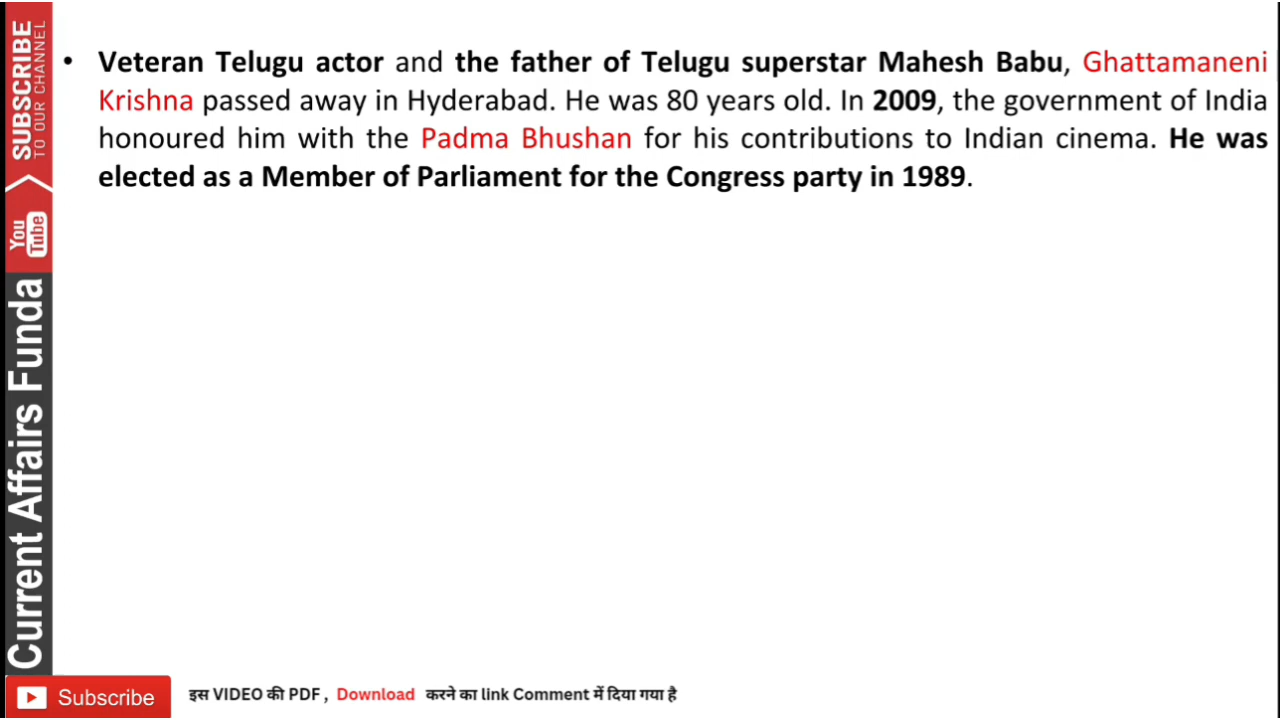 • Veteran Telugu actor and the father of Telugu superstar Mahesh Babu, Ghattamaneni
Krishna passed away in Hyderabad. He was 80 years old. In 2009, the government of India
honoured him with the Padma Bhushan for his contributions to Indian cinema. He was
elected as a Member of Parliament for the Congress party in 1989.
SUBSCRIBE
TO OUR CHANNEL
You
Tube
Current Affairs Funda
Subscribe
इस VIDEO की PDF , Download करने का link Comment में दिया गया है